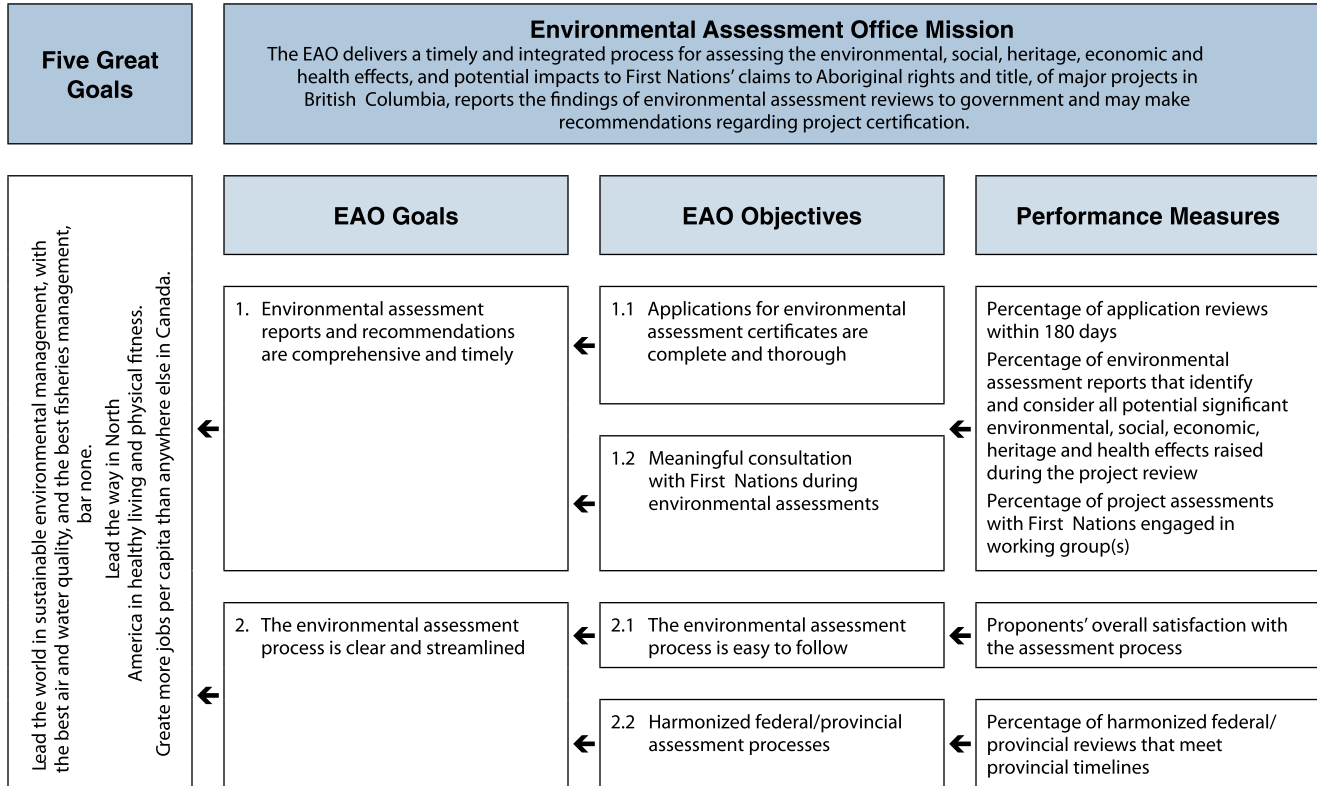 Five Great
Goals
Environmental Assessment Office Mission
The EAO delivers a timely and integrated process for assessing the environmental, social, heritage, economic and
health effects, and potential impacts to First Nations’ claims to Aboriginal rights and title, of major projects in
British Columbia, reports the findings of environmental assessment reviews to government and may make
recommendations regarding project certification.
Lead the world in sustainable environmental management, with
the best air and water quality, and the best fisheries management,
bar none.
Lead the way in North
America in healthy living and physical fitness.
Create more jobs per capita than anywhere else in Canada.
EAO Goals
EAO Objectives
Performance Measures
1. Environmental assessment
reports and recommendations
are comprehensive and timely
1.1 Applications for environmental
assessment certificates are
complete and thorough
1.2 Meaningful consultation
with First Nations during
environmental assessments
Percentage of application reviews
within 180 days
Percentage of environmental
assessment reports that identify
and consider all potential significant
environmental, social, economic,
heritage and health effects raised
during the project review
Percentage of project assessments
with First Nations engaged in
working group(s)
2. The environmental assessment
process is clear and streamlined
2.1 The environmental assessment
process is easy to follow
Proponents’ overall satisfaction with
the assessment process
2.2 Harmonized federal/provincial
assessment processes
Percentage of harmonized federal/
provincial reviews that meet
provincial timelines